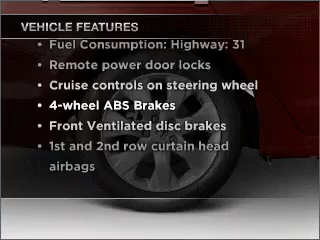 VEHICLE FEATURES
• Fuel Consumption: Highway: 31
• Remote power door locks
• Cruise controls on steering wheel
• 4-wheel ABS Brakes
• Front Ventilated disc brakes
• 1st and 2nd row curtain head
airbags